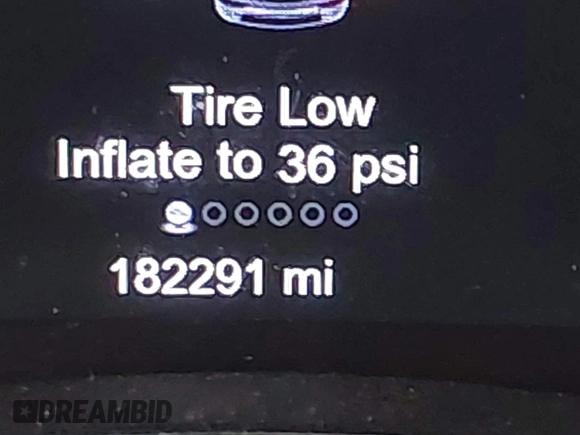 Tire Low
Inflate to 36 psi
182291 mi
DREAMBID